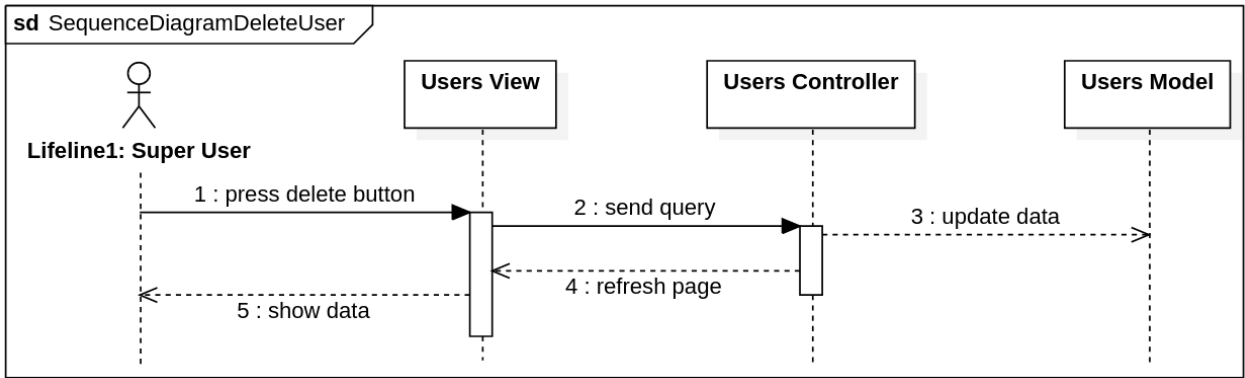 sd SequenceDiagramDeleteUser
Users View
Users Controller
Users Model
Lifeline1: Super User
1 : press delete button
2 : send query
3 : update data
4 : refresh page
5 : show data